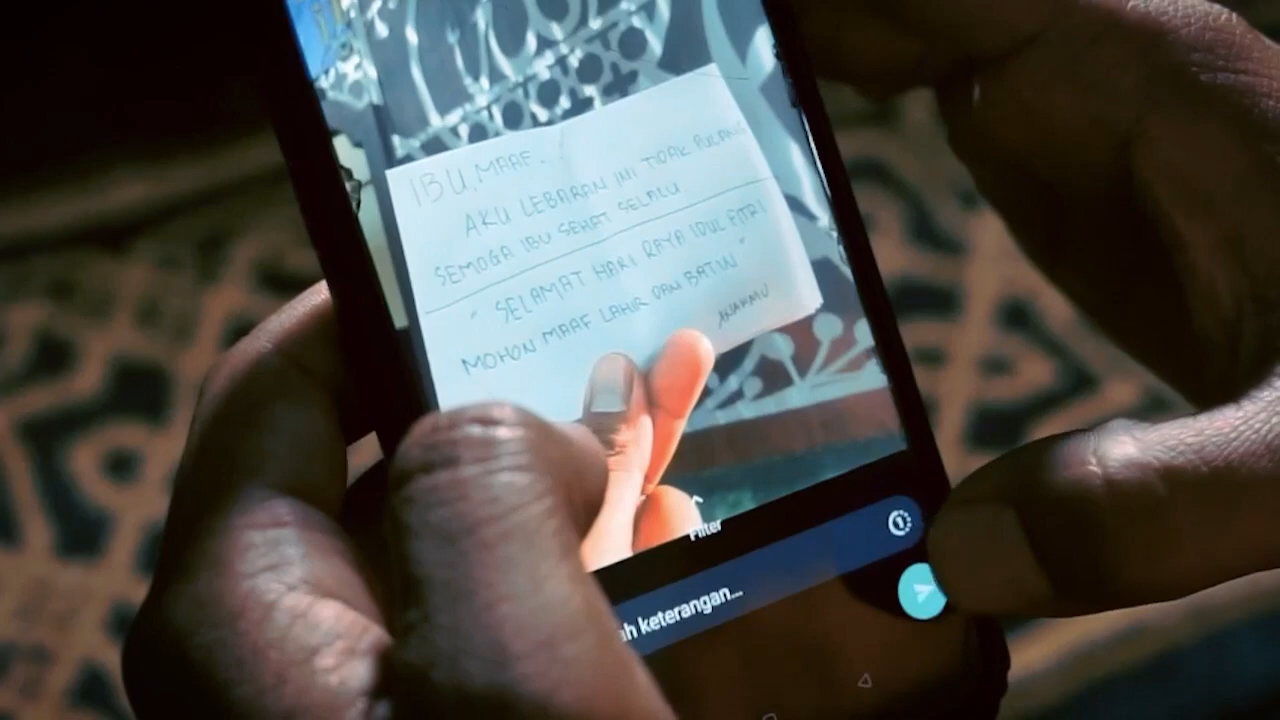 IBU, MAAF.
AKU LEBARAN INI TIDAK PULANG
SEMOGA IBU SEHAT SELALU
"SELAMAT HARI RAYA IDUL FITRI
MOHON MAAF LAHIR DAN BATIN"
ANAKMU
Filter
ah keterangan...
1